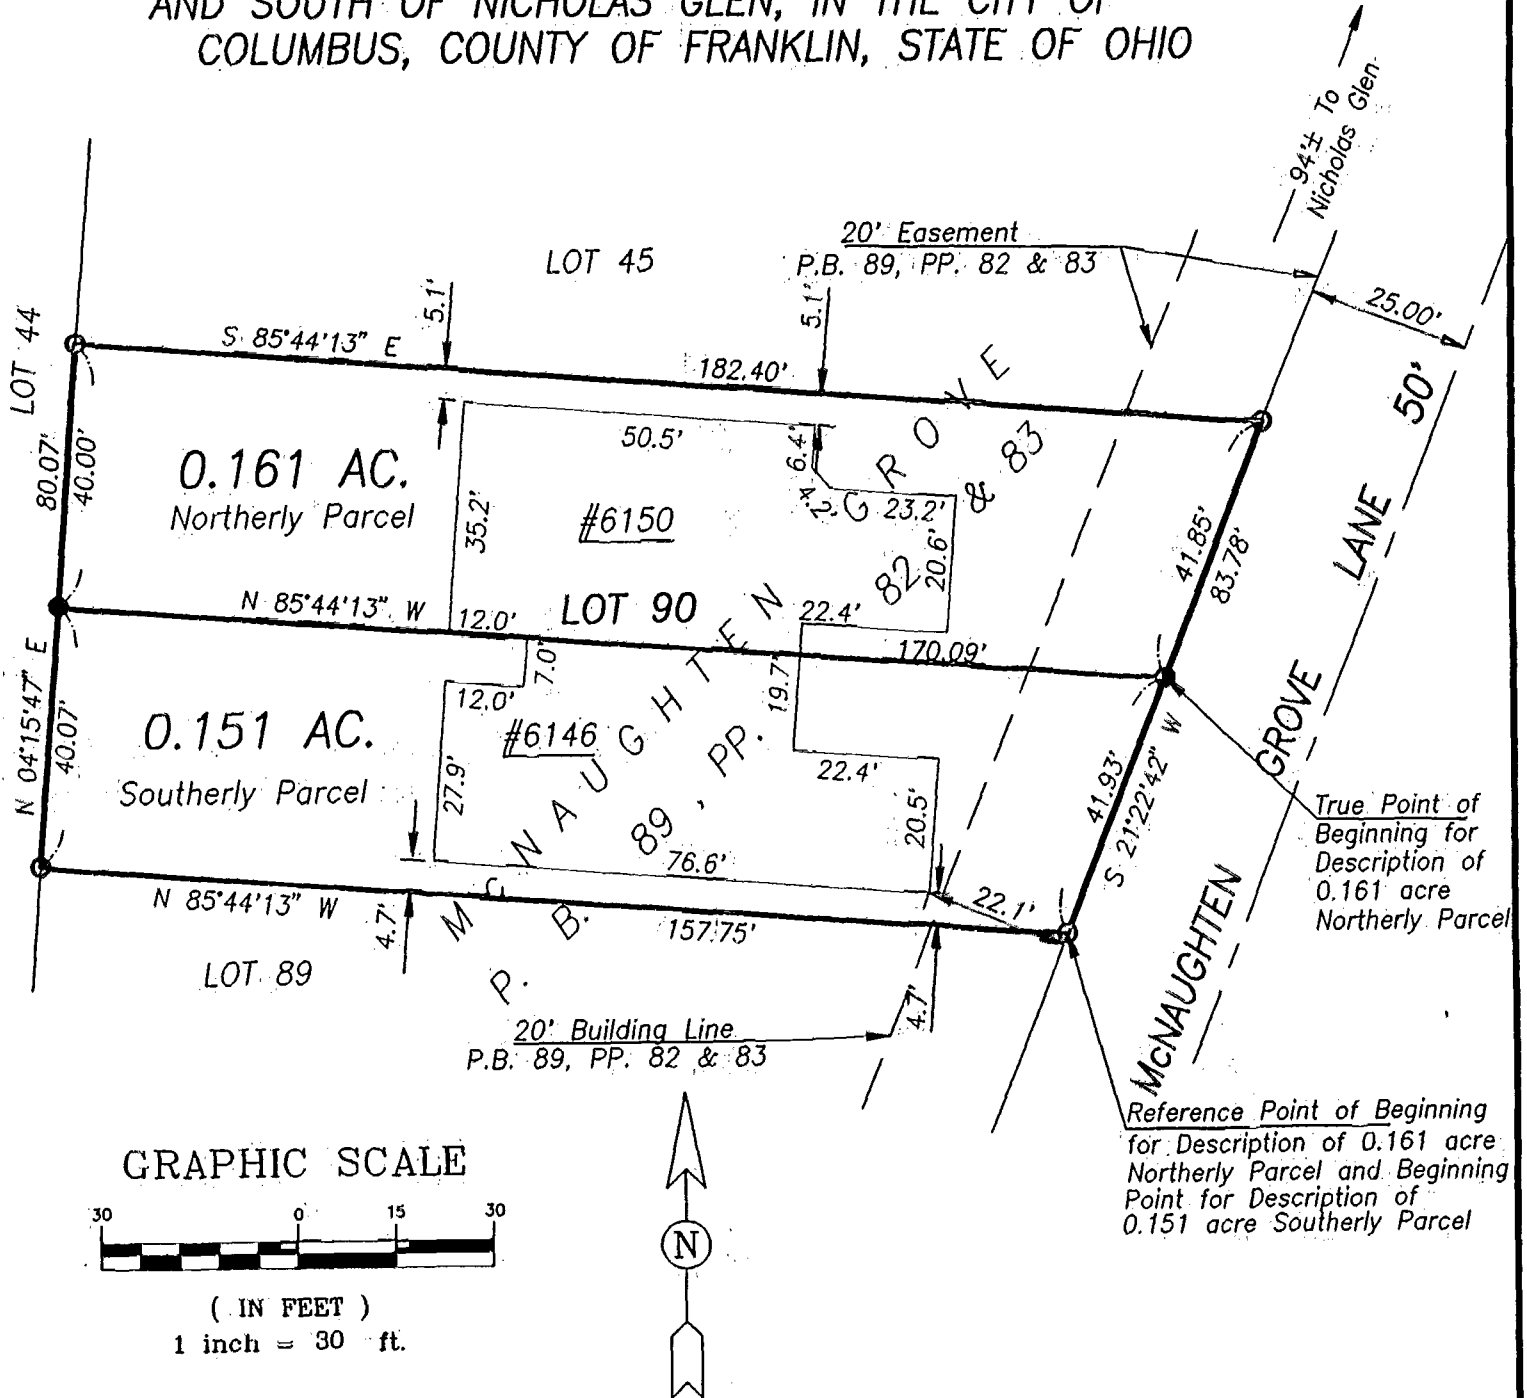 AND SOUTH OF NICHOLAS GLEN, IN THE CITY OF
COLUMBUS, COUNTY OF FRANKLIN, STATE OF OHIO
94'± To
Nicholas Glen
20' Easement
P.B. 89, PP. 82 & 83
LOT 45
25.00'
5.1'
5.1'
LOT 44
S 85°44'13" E
182.40'
50'
80.07'
40.00'
0.161 AC.
Northerly Parcel
50.5'
6.4'
4.2'
23.2'
35.2'
#6150
20.6'
41.85'
83.78'
LANE
N 85°44'13" W
12.0'
LOT 90
22.4'
170.09'
7.0'
19.7'
12.0'
N 04°15'47" E
40.07'
0.151 AC.
Southerly Parcel
#6146
27.9'
22.4'
20.5'
41.93'
S 21°22'42" W
GROVE
McNAUGHTEN GROVE
P. B. 89, PP. 82 & 83
76.6'
22.1'
N 85°44'13" W
157.75'
4.7'
4.7'
LOT 89
McNAUGHTEN
True Point of
Beginning for
Description of
0.161 acre
Northerly Parcel
20' Building Line
P.B. 89, PP. 82 & 83
Reference Point of Beginning
for Description of 0.161 acre
Northerly Parcel and Beginning
Point for Description of
0.151 acre Southerly Parcel
GRAPHIC SCALE
30 0 15 30
( IN FEET )
1 inch = 30 ft.
N